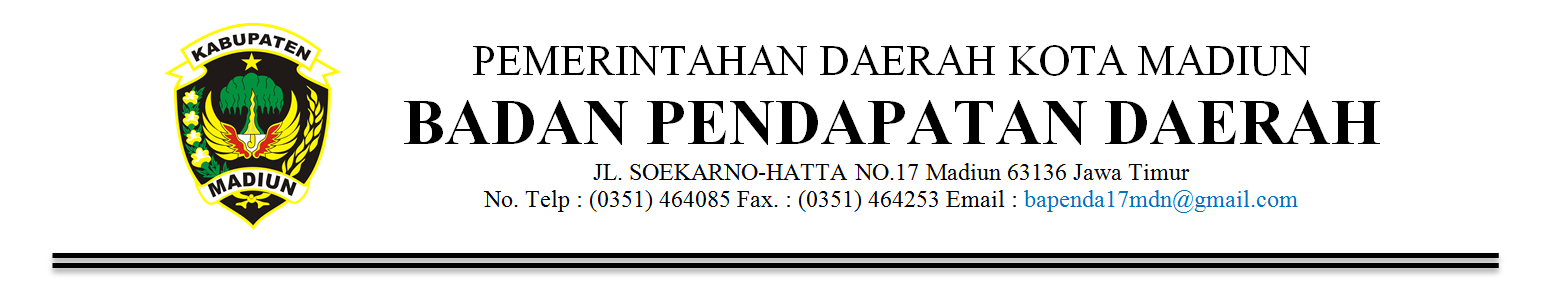 KABUPATEN
MADIUN
PEMERINTAHAN DAERAH KOTA MADIUN
BADAN PENDAPATAN DAERAH
JL. SOEKARNO-HATTA NO.17 Madiun 63136 Jawa Timur
No. Telp : (0351) 464085 Fax. : (0351) 464253 Email : bapenda17mdn@gmail.com